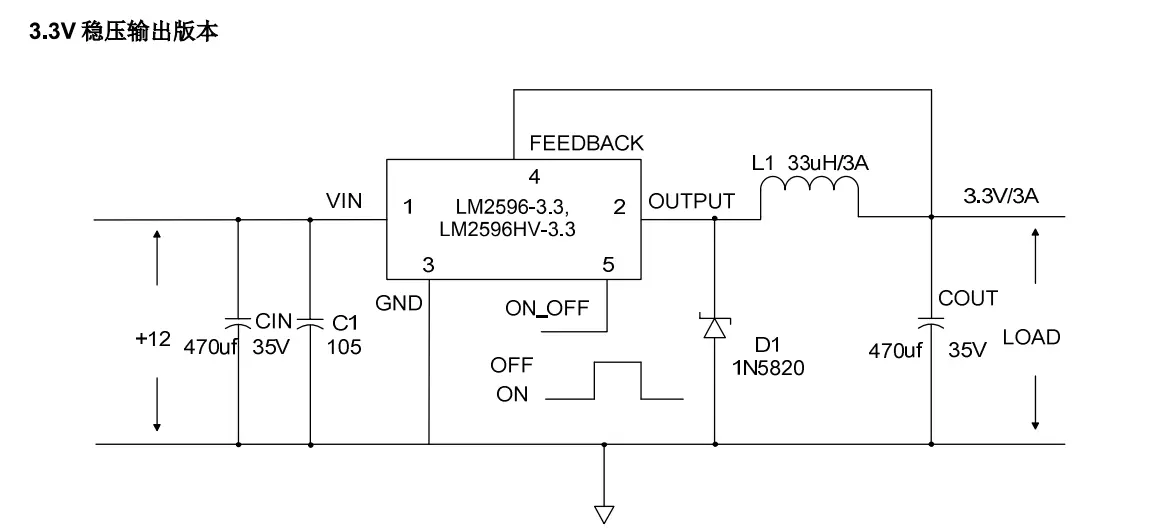 3.3V 稳压输出版本
FEEDBACK
4
L1 33uH/3A
VIN
1
LM2596-3.3,
LM2596HV-3.3
2
OUTPUT
3.3V/3A
3
5
GND
ON_OFF
+12
470uf
CIN
35V
C1
105
OFF
ON
D1
1N5820
COUT
470uf
35V
LOAD